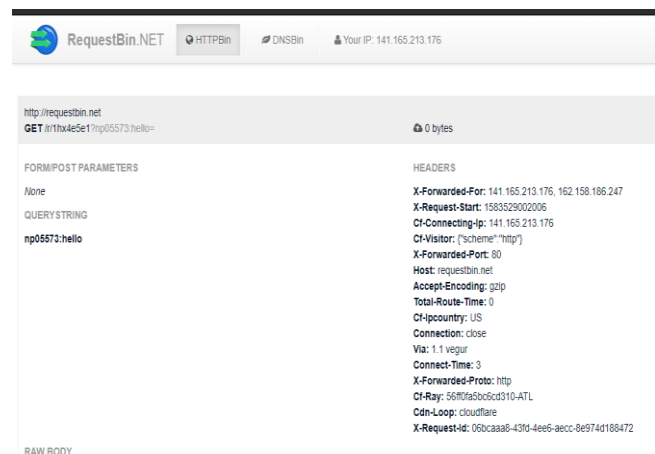 RequestBin.NET HTTPBin DNSBin Your IP: 141.165.213.176
http://requestbin.net
GET /r/1hx4e5e1?np05573:hello=
0 bytes
FORM/POST PARAMETERS
None
QUERYSTRING
np05573:hello
HEADERS
X-Forwarded-For: 141.165.213.176, 162.158.186.247
X-Request-Start: 1583529002006
Cf-Connecting-Ip: 141.165.213.176
Cf-Visitor: {"scheme":"http"}
X-Forwarded-Port: 80
Host: requestbin.net
Accept-Encoding: gzip
Total-Route-Time: 0
Cf-Ipcountry: US
Connection: close
Via: 1.1 vegur
Connect-Time: 3
X-Forwarded-Proto: http
Cf-Ray: 56ff0fa5bc6cd310-ATL
Cdn-Loop: cloudflare
X-Request-Id: 06bcaaa8-43fd-4ee6-aecc-8e974d188472
RAW BODY